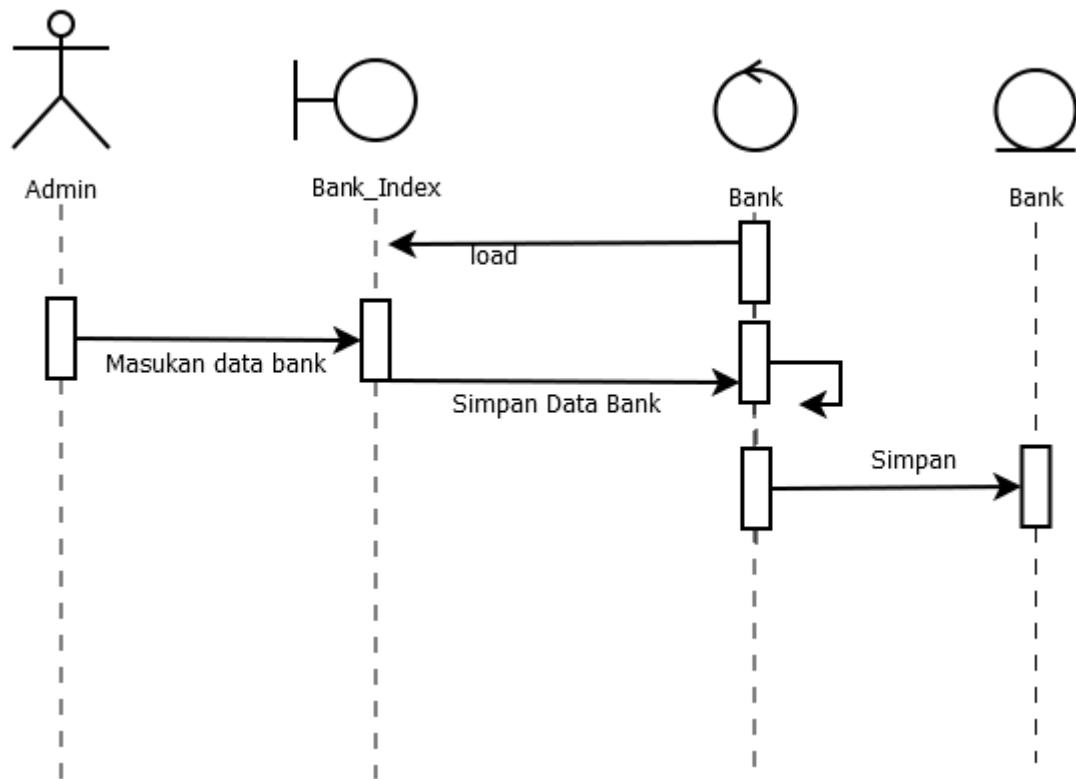 Admin
Bank_Index
Bank
Bank
load
Masukan data bank
Simpan Data Bank
Simpan